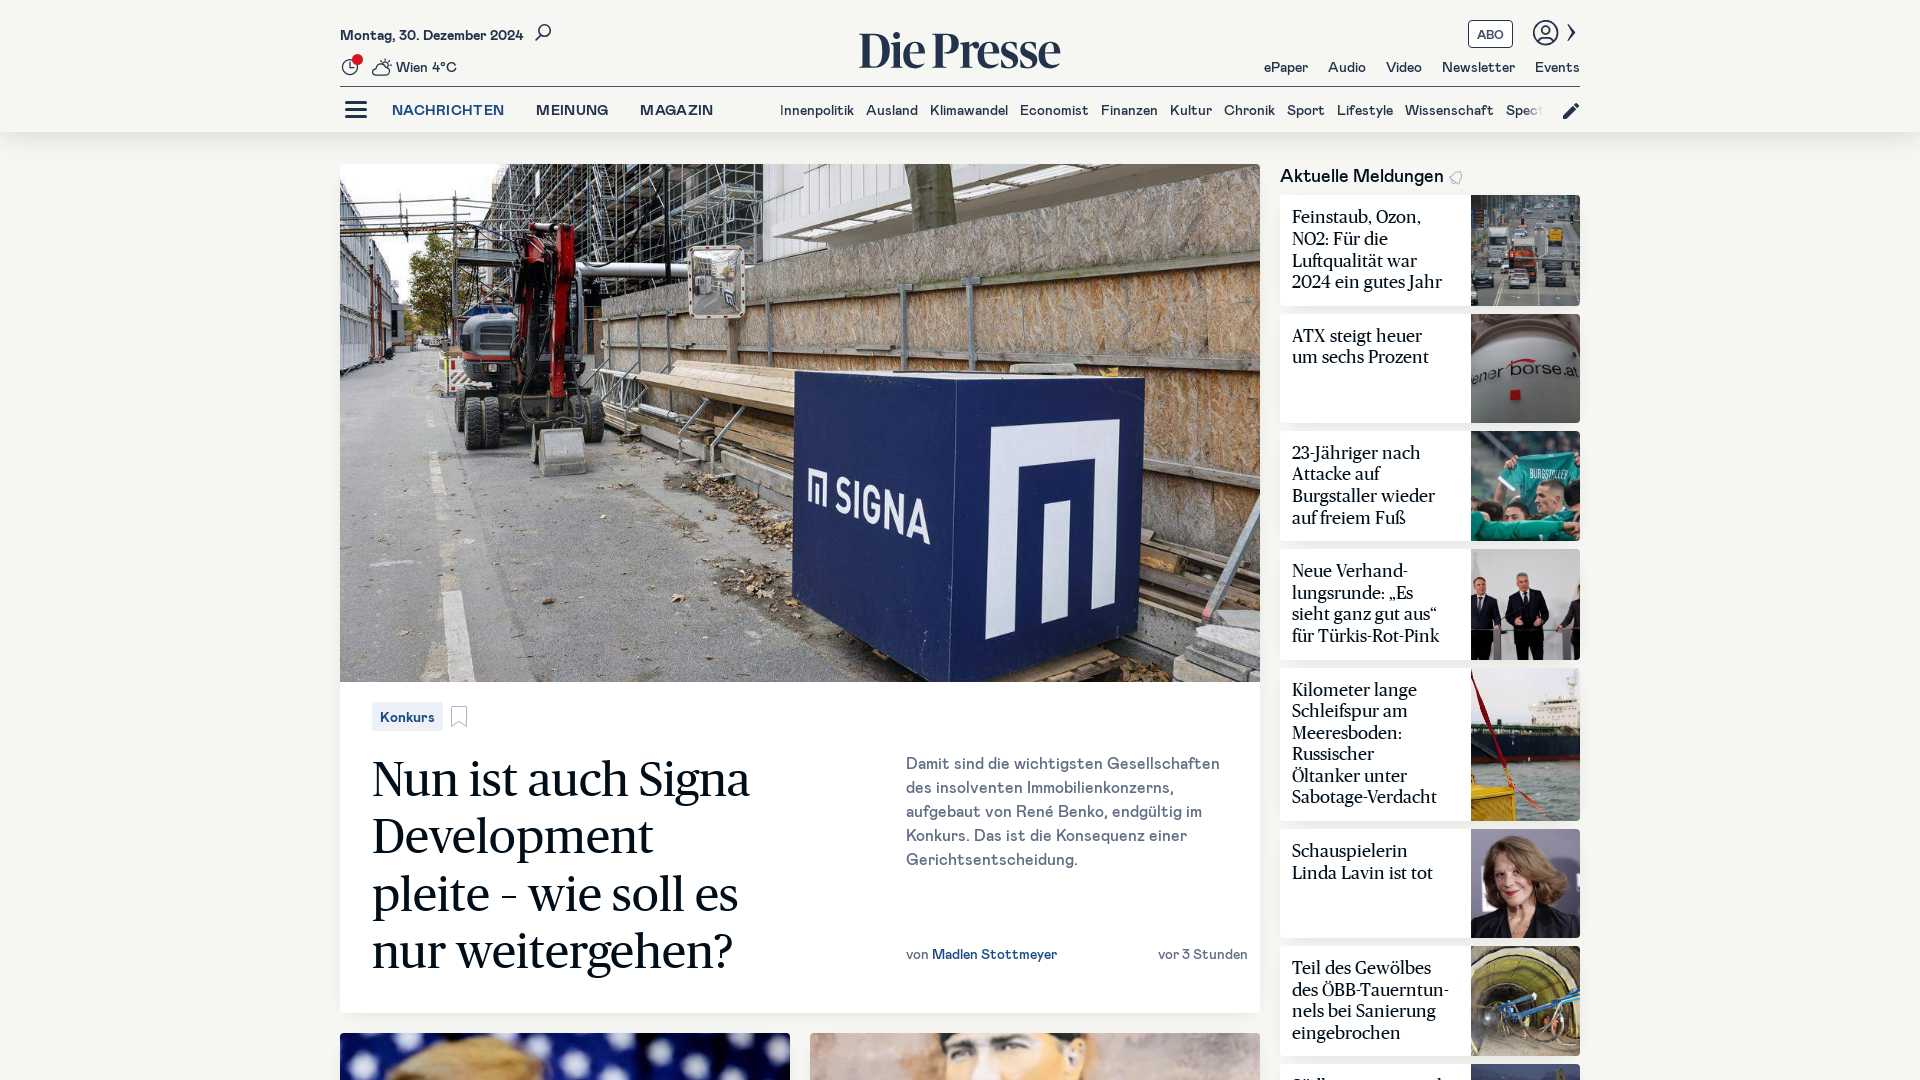 Montag, 30. Dezember 2024
Wien 4°C
Die Presse
ABO
ePaper Audio Video Newsletter Events
NACHRICHTEN MEINUNG MAGAZIN Innenpolitik Ausland Klimawandel Economist Finanzen Kultur Chronik Sport Lifestyle Wissenschaft Spect
SIGNA
Konkurs
Nun ist auch Signa
Development
pleite – wie soll es
nur weitergehen?
Damit sind die wichtigsten Gesellschaften
des insolventen Immobilienkonzerns,
aufgebaut von René Benko, endgültig im
Konkurs. Das ist die Konsequenz einer
Gerichtsentscheidung.
von Madlen Stottmeyer vor 3 Stunden
Aktuelle Meldungen
Feinstaub, Ozon,
NO2: Für die
Luftqualität war
2024 ein gutes Jahr
ATX steigt heuer
um sechs Prozent
ener börse.at
23-Jähriger nach
Attacke auf
Burgstaller wieder
auf freiem Fuß
BURGSTALLER
Neue Verhand-
lungsrunde: „Es
sieht ganz gut aus“
für Türkis-Rot-Pink
Kilometer lange
Schleifspur am
Meeresboden:
Russischer
Öltanker unter
Sabotage-Verdacht
Schauspielerin
Linda Lavin ist tot
Teil des Gewölbes
des ÖBB-Tauerntun-
nels bei Sanierung
eingebrochen